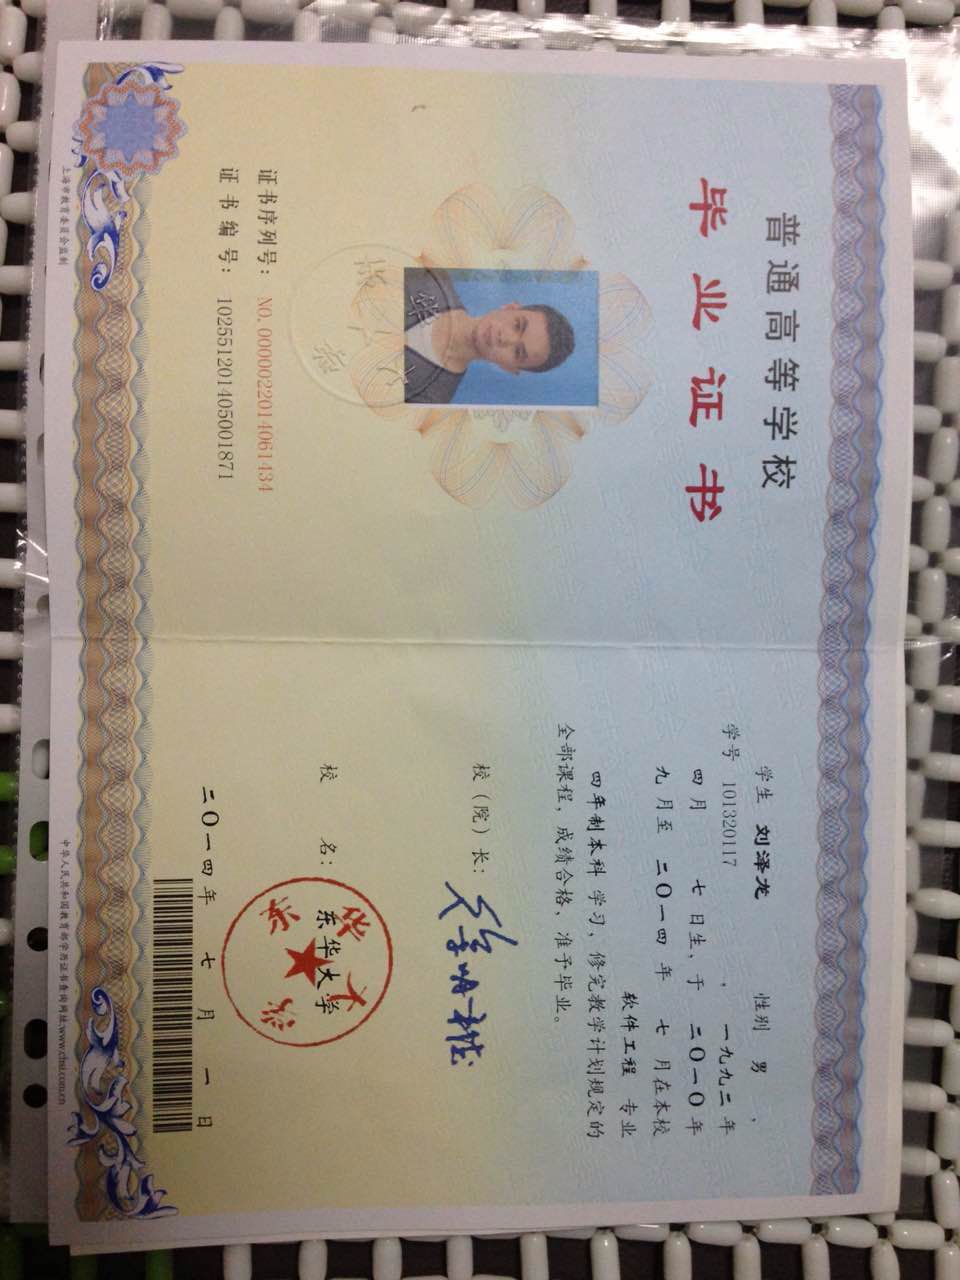 普通高等学校
毕业证书
证书序列号： NO. 00000220140​61434
证书编号： 102551201405001871
上海市教育委员会监制
学生 刘泽龙 性别 男 ，
学号 101320117 ， 一九九二年
四月 七日生，于 二〇一〇年
九月至 二〇一四年 七月在本校
软件工程 专业
四年制本科 学习，修完教学计划规定的
全部课程，成绩合格，准予毕业。
校（院）长：
校 名： 东华大学
二〇一四年 七月 一日
中华人民共和国教育部学历证书查询网址:www.chsi.com.cn